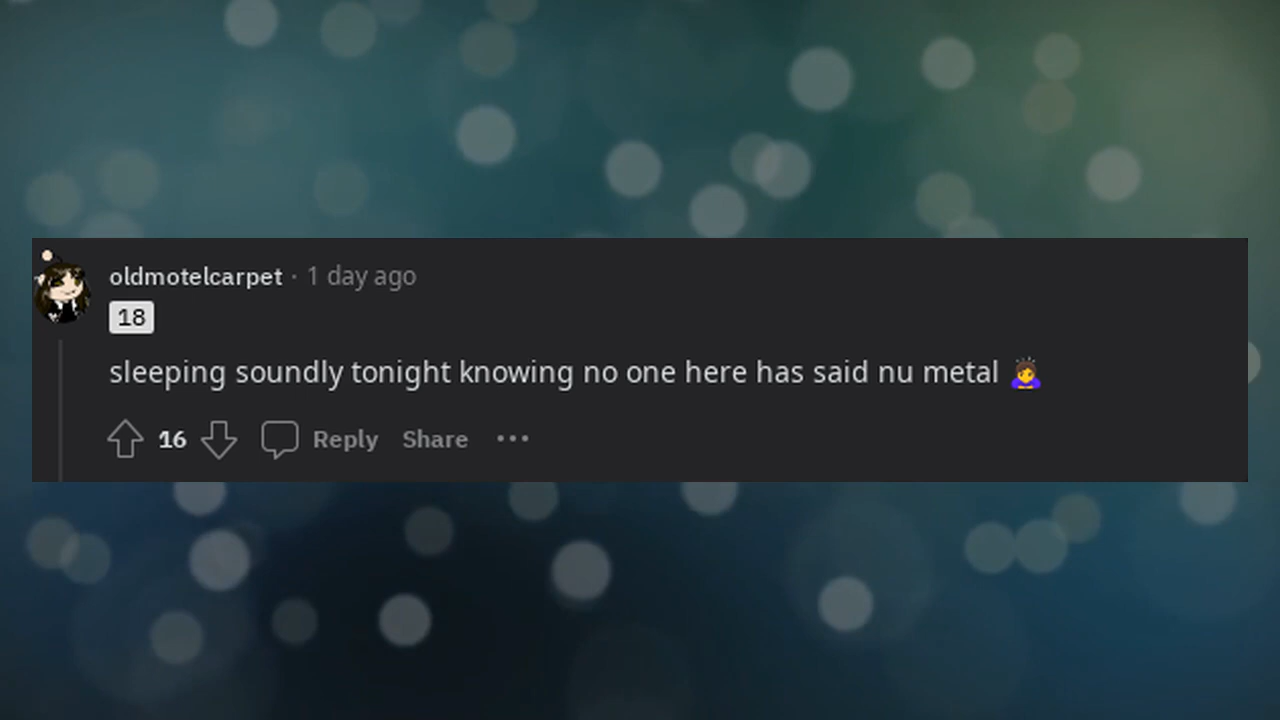 oldmotelcarpet · 1 day ago
18
sleeping soundly tonight knowing no one here has said nu metal 🙇
16 Reply Share •••